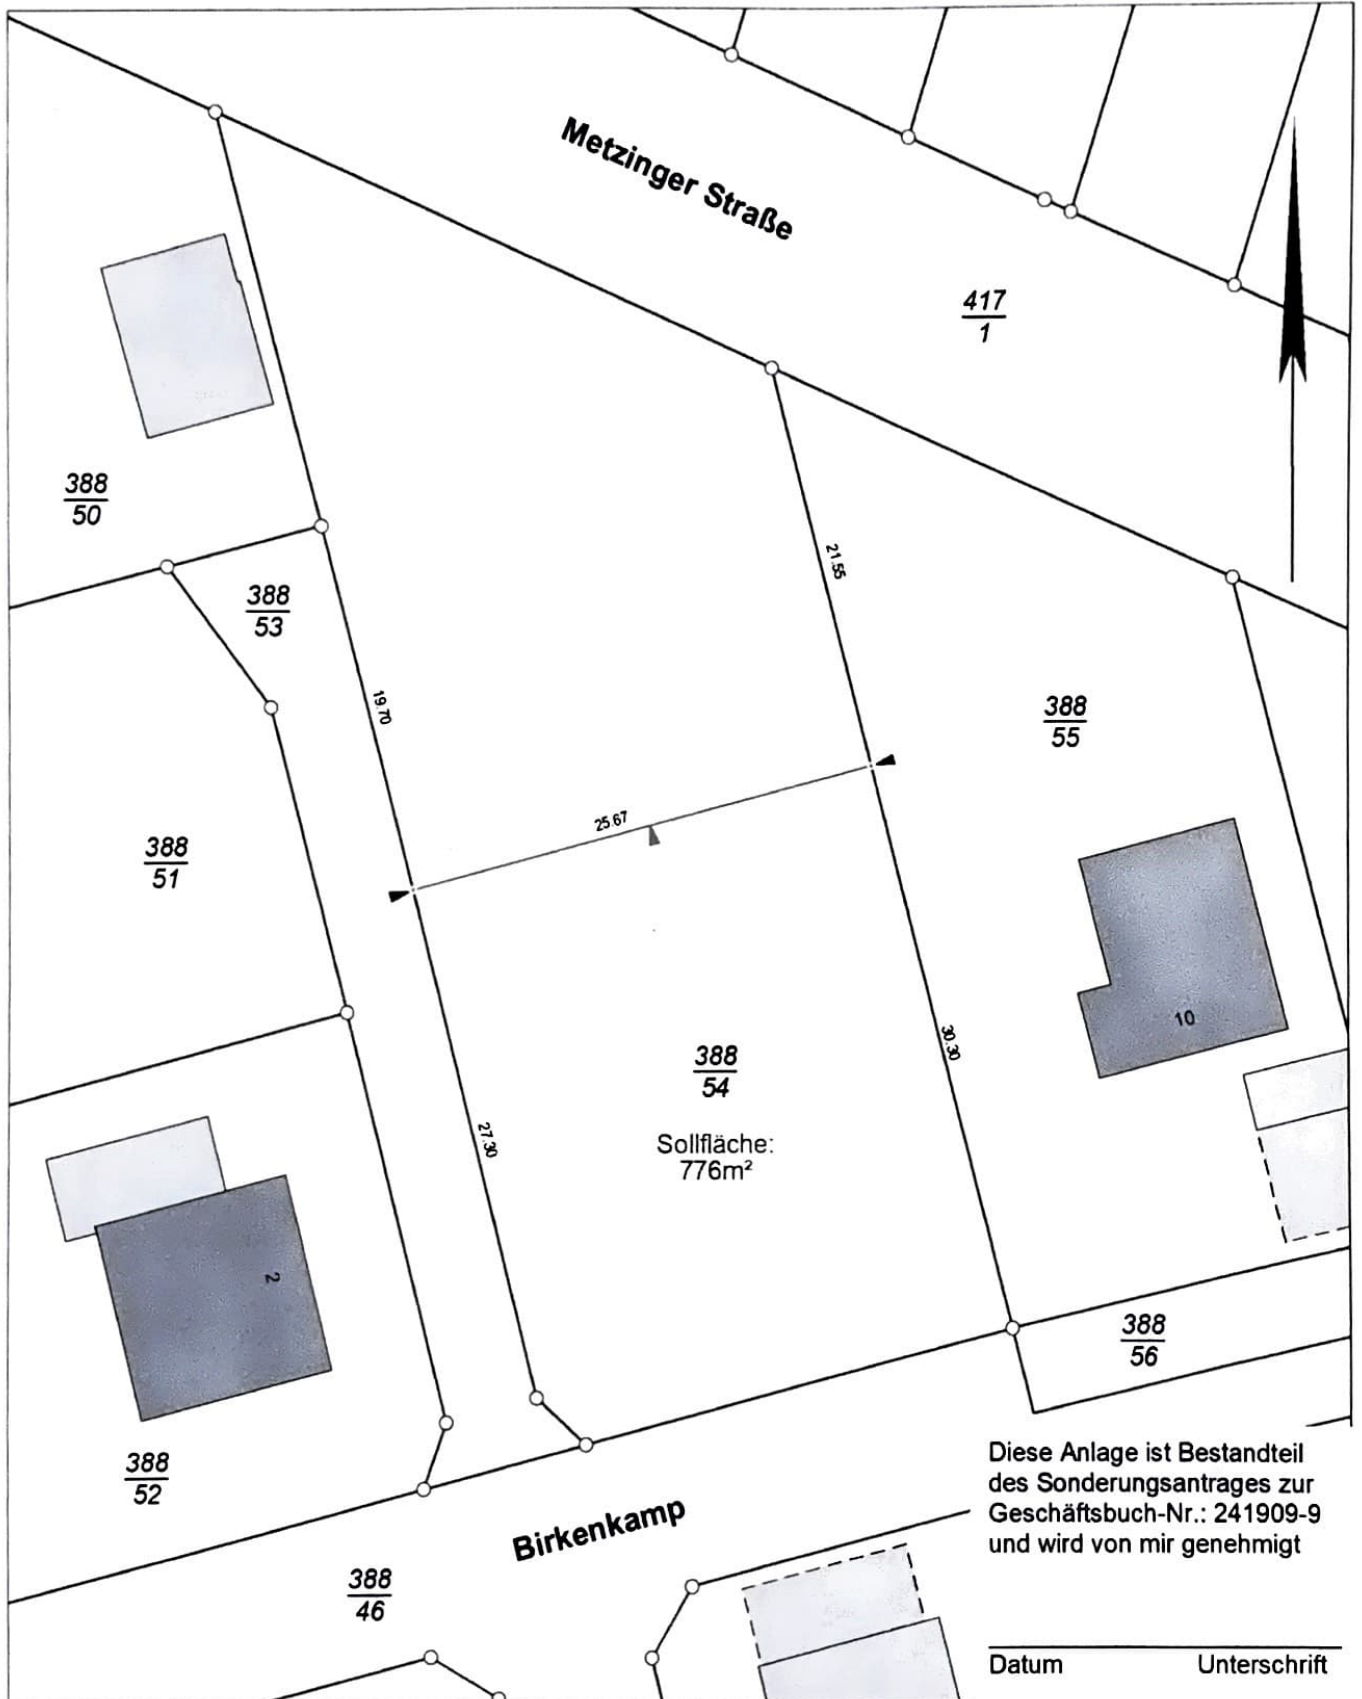 Metzinger Straße
417
1
388
50
388
53
21.55
19.70
388
55
25.67
388
51
10
388
54
30.30
Sollfläche:
776m²
27.30
2
388
56
388
52
Birkenkamp
388
46
Diese Anlage ist Bestandteil
des Sonderungsantrages zur
Geschäftsbuch-Nr.: 241909-9
und wird von mir genehmigt
Datum Unterschrift